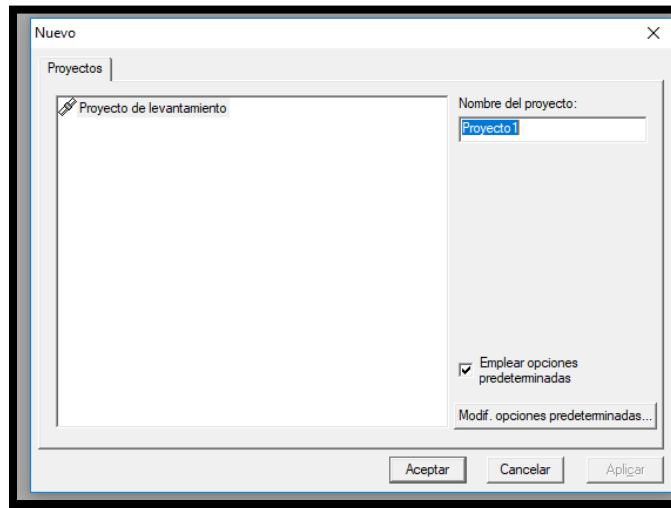 Nuevo
Proyectos
Proyecto de levantamiento
Nombre del proyecto:
Proyecto1
Emplear opciones
predeterminadas
Modif. opciones predeterminadas...
Aceptar
Cancelar
Aplicar